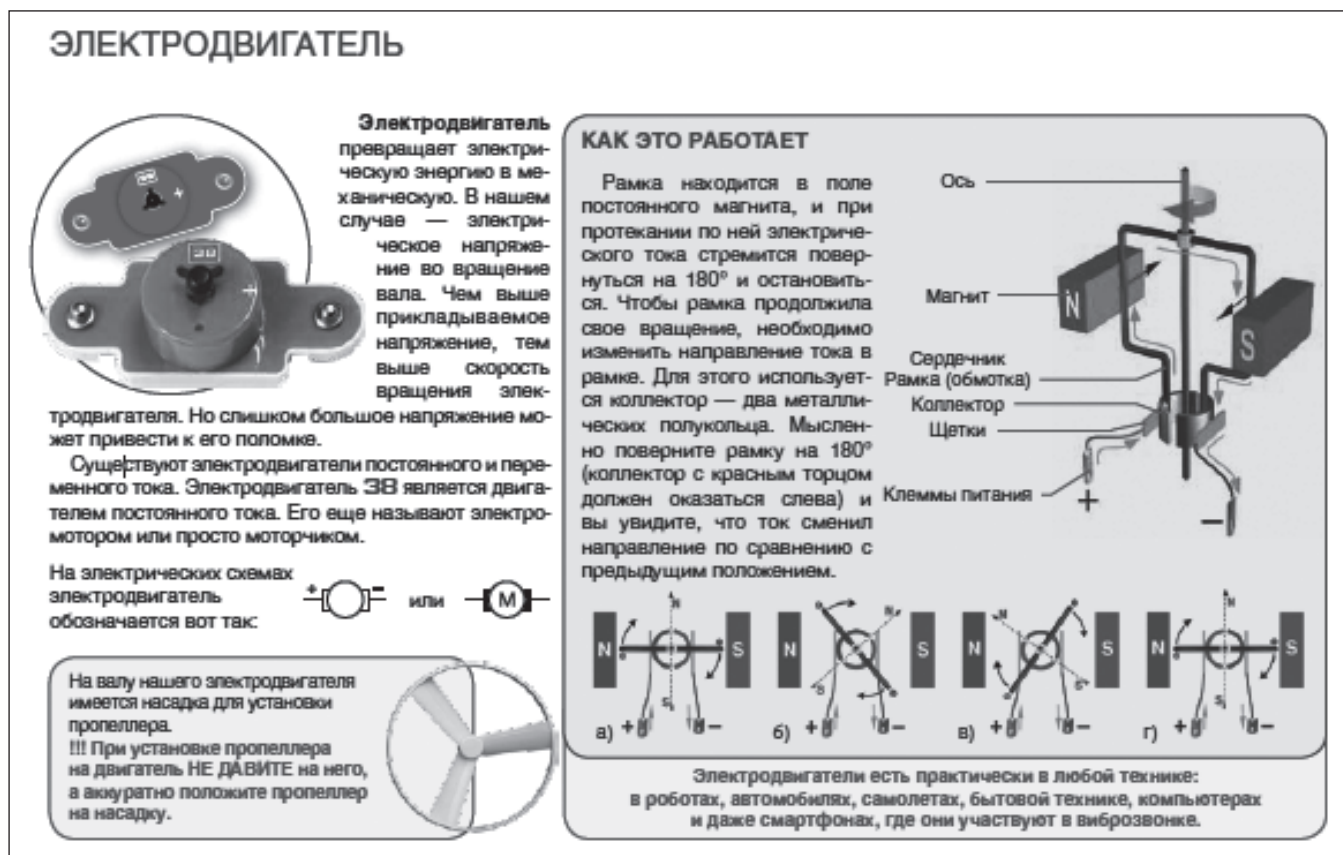 ЭЛЕКТРОДВИГАТЕЛЬ
Электродвигатель
превращает электри-
ческую энергию в ме-
ханическую. В нашем
случае — электри-
ческое напряже-
ние во вращение
вала. Чем выше
прикладываемое
напряжение, тем
выше скорость
вращения элек-
тродвигателя. Но слишком большое напряжение мо-
жет привести к его поломке.
Существуют электродвигатели постоянного и пере-
менного тока. Электродвигатель 38 является двига-
телем постоянного тока. Его еще называют электро-
мотором или просто моторчиком.
На электрических схемах
электродвигатель
обозначается вот так:
+ - или M
На валу нашего электродвигателя
имеется насадка для установки
пропеллера.
!!! При установке пропеллера
на двигатель НЕ ДАВИТЕ на него,
а аккуратно положите пропеллер
на насадку.
38
+
38
+
КАК ЭТО РАБОТАЕТ
Рамка находится в поле
постоянного магнита, и при
протекании по ней электриче-
ского тока стремится повер-
нуться на 180° и остановить-
ся. Чтобы рамка продолжила
свое вращение, необходимо
изменить направление тока в
рамке. Для этого использует-
ся коллектор — два металли-
ческих полукольца. Мыслен-
но поверните рамку на 180°
(коллектор с красным торцом
должен оказаться слева) и
вы увидите, что ток сменил
направление по сравнению с
предыдущим положением.
Ось
Магнит
N
S
Сердечник
Рамка (обмотка)
Коллектор
Щетки
Клеммы питания
+
–
N N S S
а) + –
N N S S
б) + –
N N S S
в) + –
N N S S
г) + –
Электродвигатели есть практически в любой технике:
в роботах, автомобилях, самолетах, бытовой технике, компьютерах
и даже смартфонах, где они участвуют в виброзвонке.